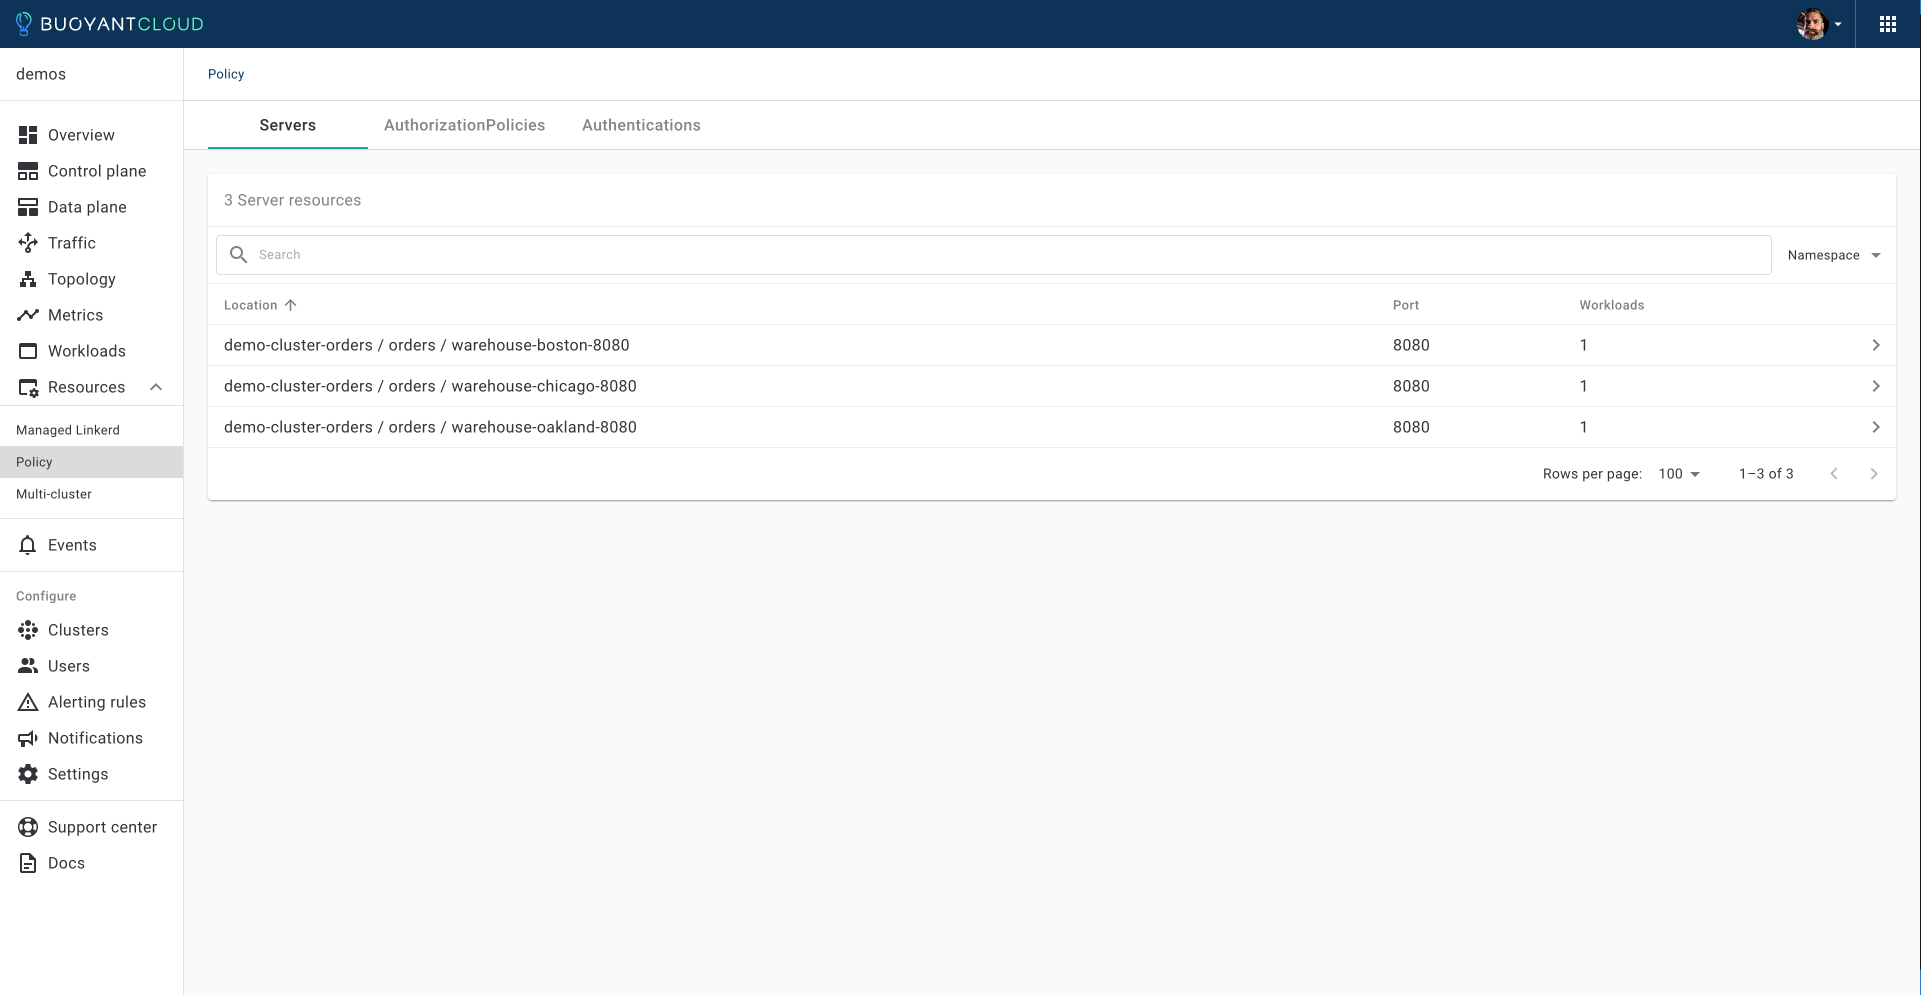 BUOYANTCLOUD
demos
Policy
Overview
Control plane
Data plane
Traffic
Topology
Metrics
Workloads
Resources
Managed Linkerd
Policy
Multi-cluster
Events
Configure
Clusters
Users
Alerting rules
Notifications
Settings
Support center
Docs
Servers AuthorizationPolicies Authentications
3 Server resources
Search Namespace
Location Port Workloads
demo-cluster-orders / orders / warehouse-boston-8080 8080 1
demo-cluster-orders / orders / warehouse-chicago-8080 8080 1
demo-cluster-orders / orders / warehouse-oakland-8080 8080 1
Rows per page: 100 1–3 of 3